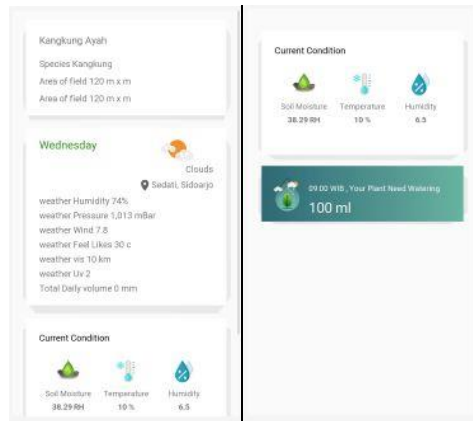 Kangkung Ayah
Species Kangkung
Area of field 120 m x m
Area of field 120 m x m
Wednesday
Clouds
Sedati, Sidoarjo
weather Humidity 74%
weather Pressure 1,013 mBar
weather Wind 7.8
weather Feel Likes 30 c
weather vis 10 km
weather Uv 2
Total Daily volume 0 mm
Current Condition
Soil Moisture Temperature Humidity
38.29 RH 10 % 6.5
Current Condition
Soil Moisture Temperature Humidity
38.29 RH 10 % 6.5
09:00 WIB , Your Plant Need Watering
100 ml